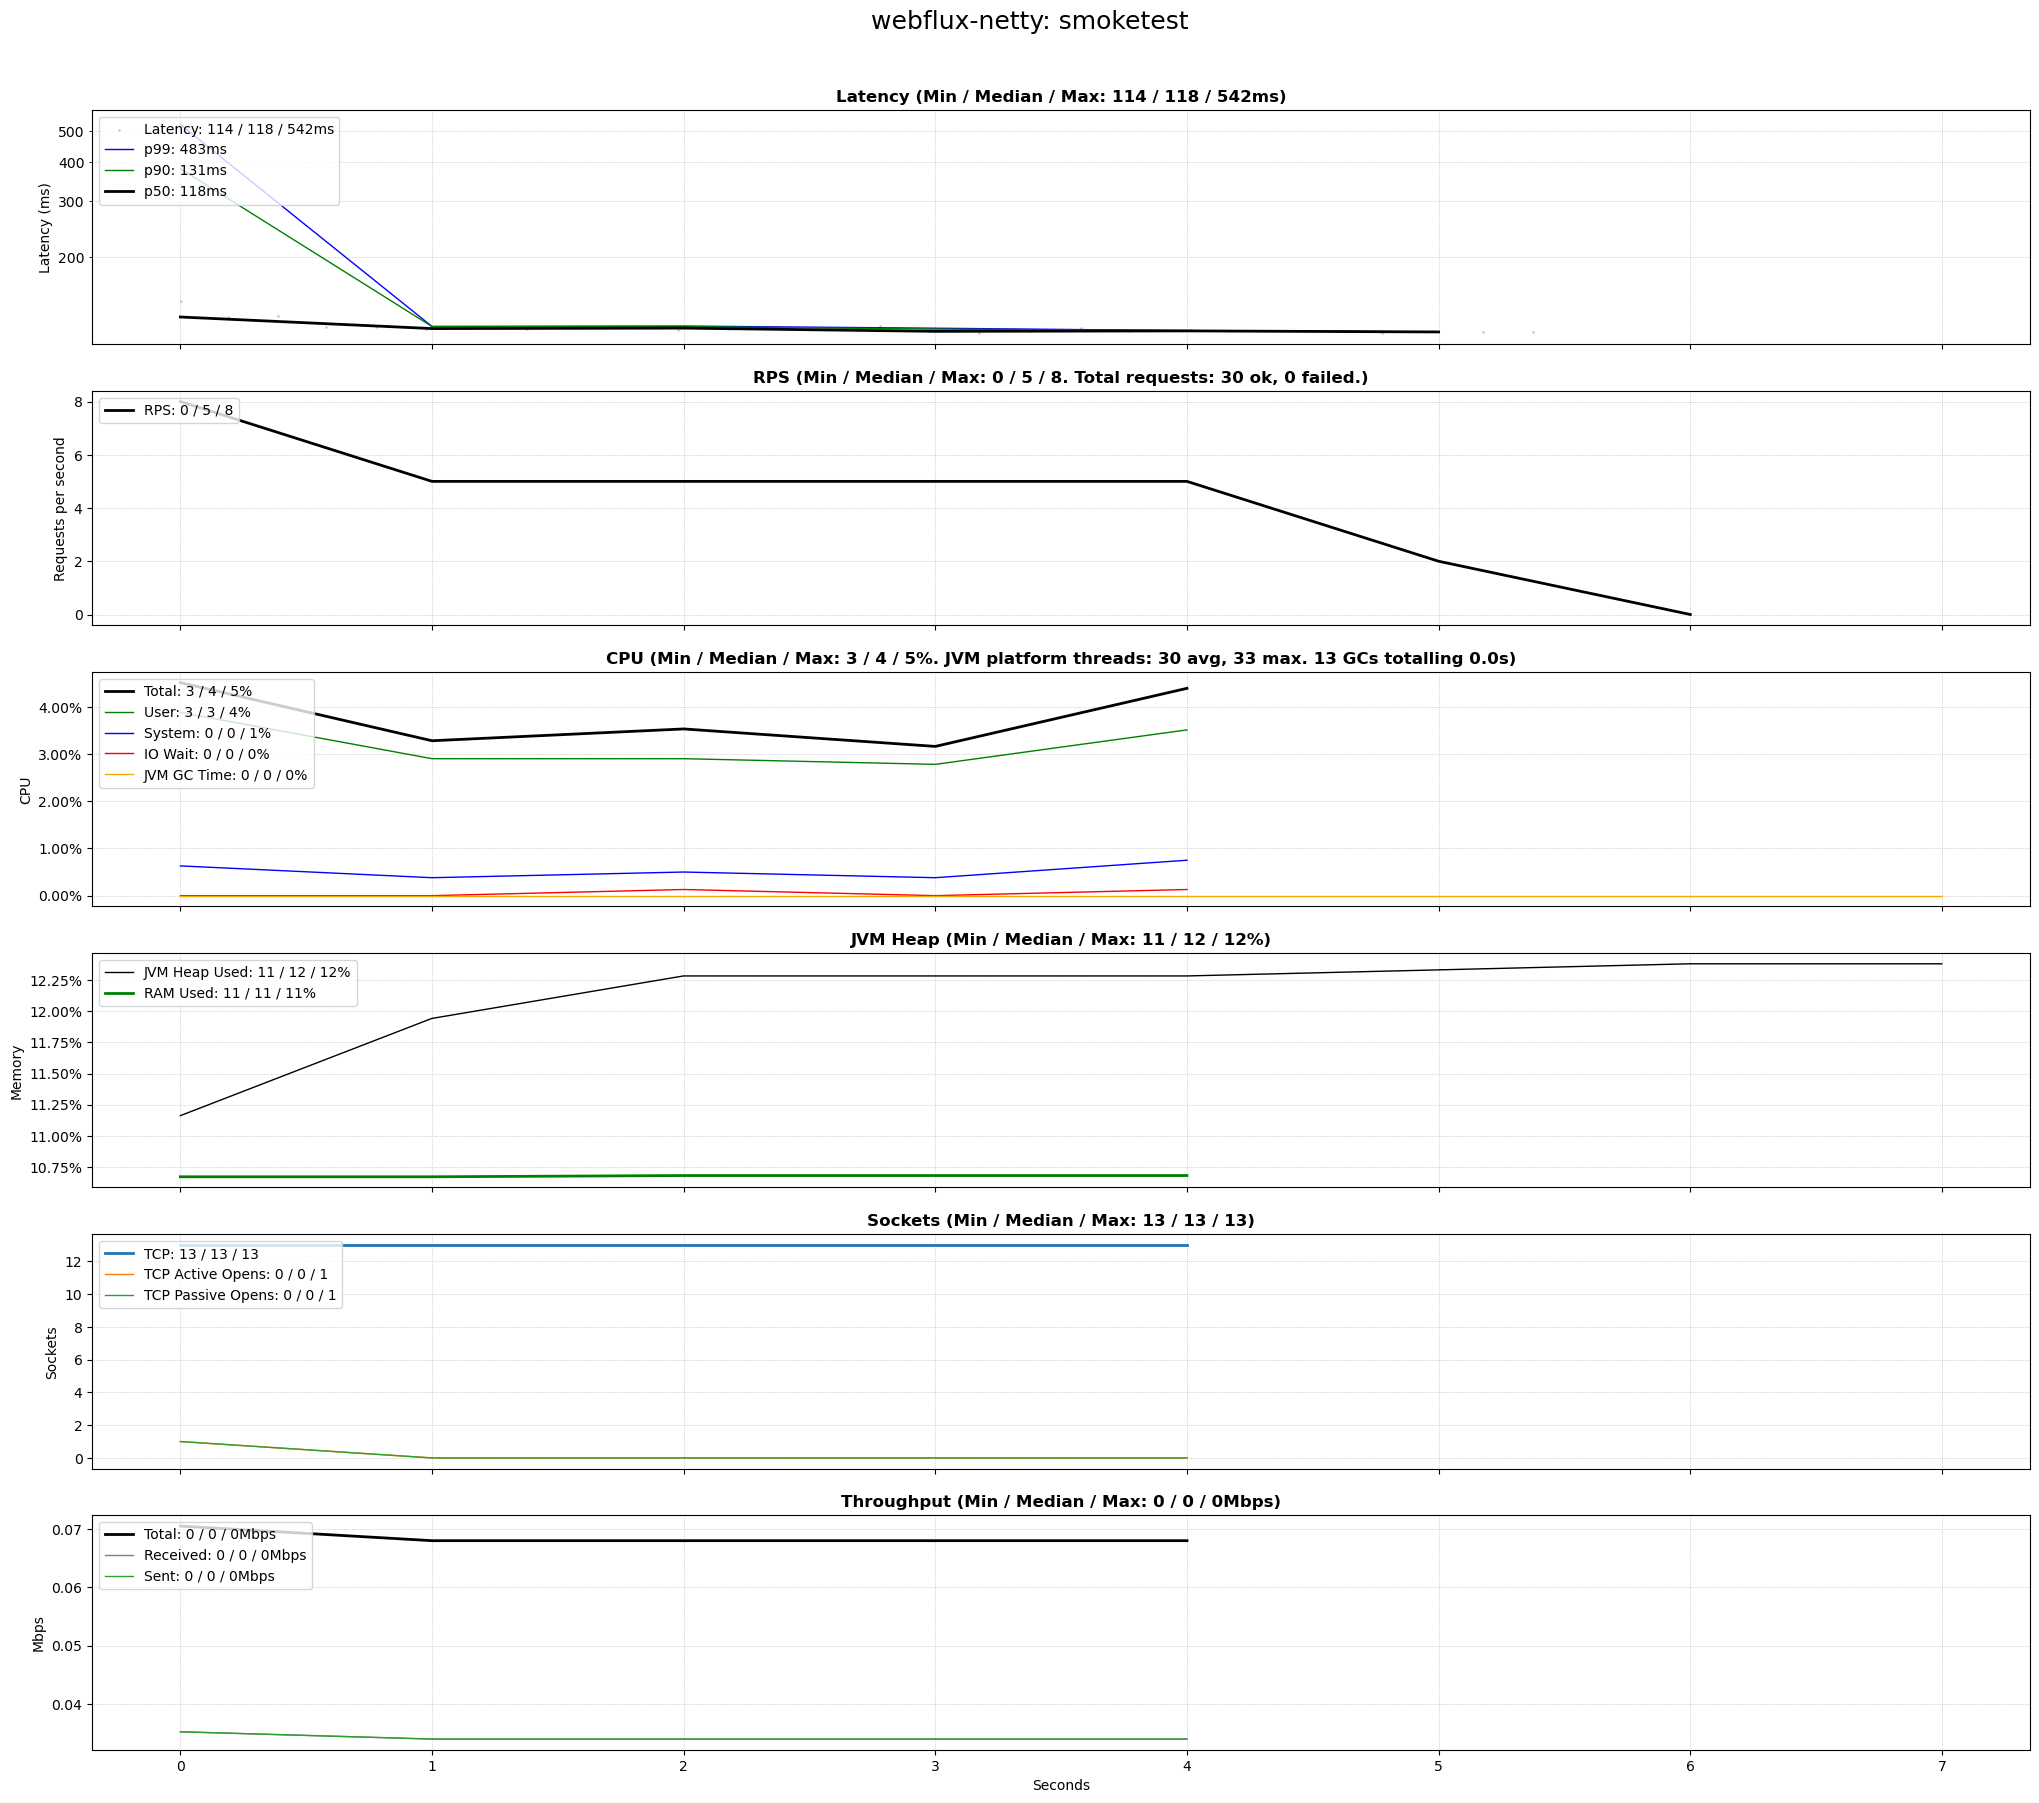 webflux-netty: smoketest
Latency (Min / Median / Max: 114 / 118 / 542ms)
Latency: 114 / 118 / 542ms
p99: 483ms
p90: 131ms
p50: 118ms
500
400
300
200
Latency (ms)
RPS (Min / Median / Max: 0 / 5 / 8. Total requests: 30 ok, 0 failed.)
RPS: 0 / 5 / 8
8
6
4
2
0
Requests per second
CPU (Min / Median / Max: 3 / 4 / 5%. JVM platform threads: 30 avg, 33 max. 13 GCs totalling 0.0s)
Total: 3 / 4 / 5%
User: 3 / 3 / 4%
System: 0 / 0 / 1%
IO Wait: 0 / 0 / 0%
JVM GC Time: 0 / 0 / 0%
4.00%
3.00%
2.00%
1.00%
0.00%
CPU
JVM Heap (Min / Median / Max: 11 / 12 / 12%)
JVM Heap Used: 11 / 12 / 12%
RAM Used: 11 / 11 / 11%
12.25%
12.00%
11.75%
11.50%
11.25%
11.00%
10.75%
Memory
Sockets (Min / Median / Max: 13 / 13 / 13)
TCP: 13 / 13 / 13
TCP Active Opens: 0 / 0 / 1
TCP Passive Opens: 0 / 0 / 1
12
10
8
6
4
2
0
Sockets
Throughput (Min / Median / Max: 0 / 0 / 0Mbps)
Total: 0 / 0 / 0Mbps
Received: 0 / 0 / 0Mbps
Sent: 0 / 0 / 0Mbps
0.07
0.06
0.05
0.04
Mbps
0 1 2 3 4 5 6 7
Seconds